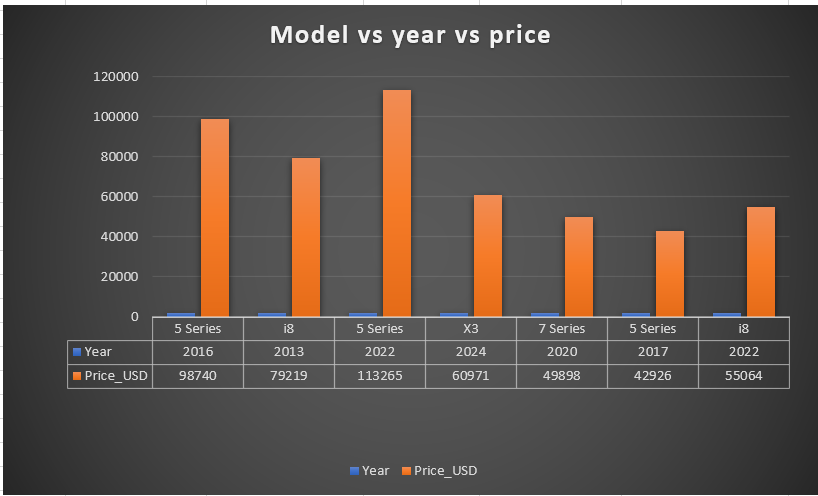 Model vs year vs price
120000
100000
80000
60000
40000
20000
0
5 Series i8 5 Series X3 7 Series 5 Series i8
Year 2016 2013 2022 2024 2020 2017 2022
Price_USD 98740 79219 113265 60971 49898 42926 55064
Year Price_USD